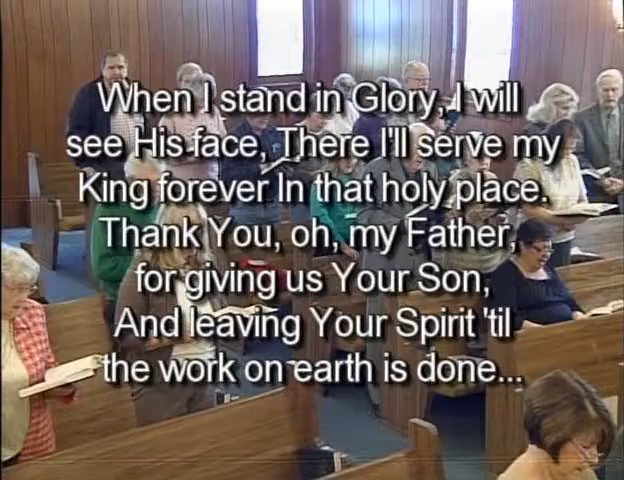 When I stand in Glory, I will
see His face, There I'll serve my
King forever In that holy place.
Thank You, oh, my Father,
for giving us Your Son,
And leaving Your Spirit 'til
the work on earth is done...